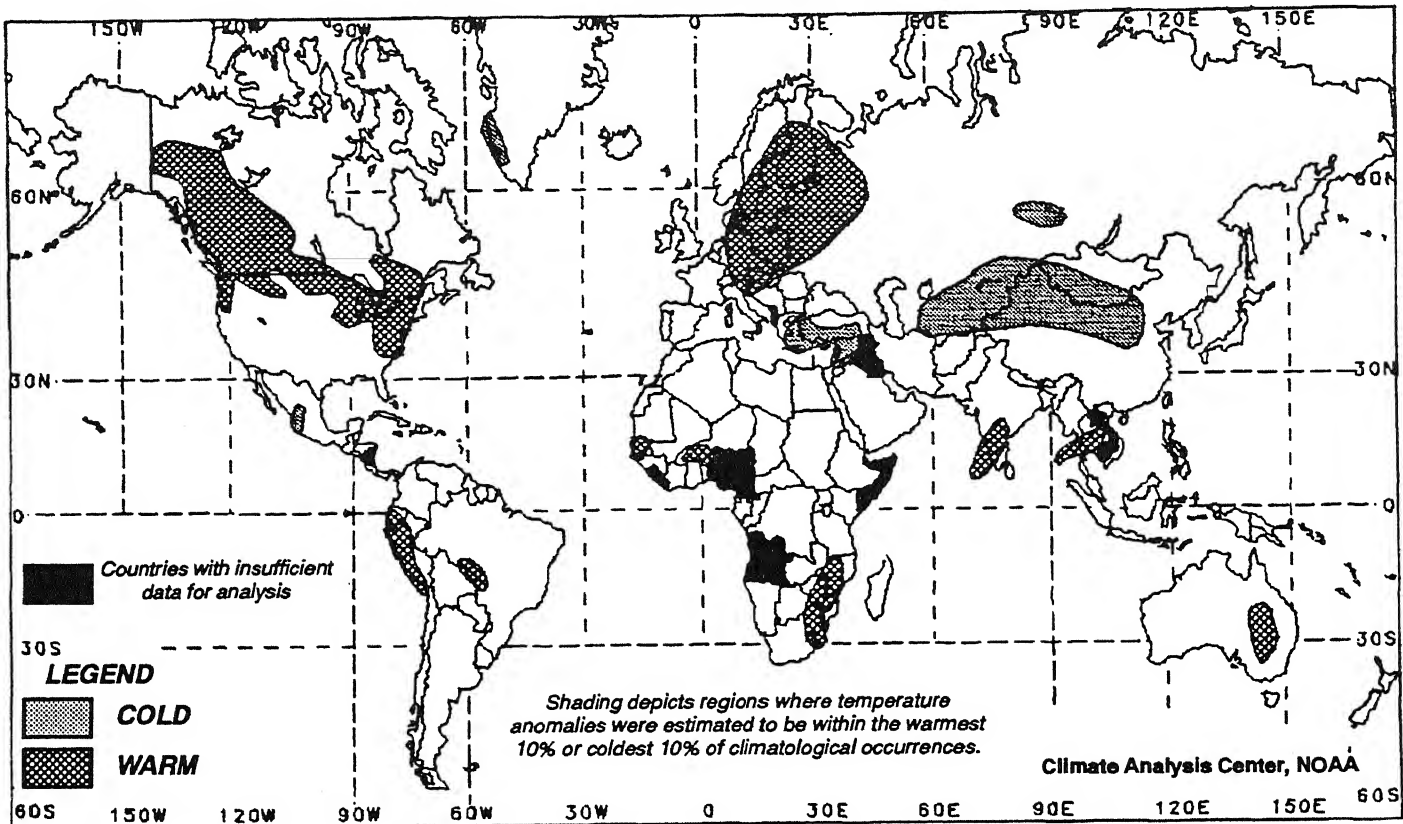 150W 120W 90W 60W 30W 0 30E 60E 90E 120E 150E
60N 60N
30N 30N
0 0
Countries with insufficient
data for analysis
30S 30S
LEGEND
COLD
WARM
Shading depicts regions where temperature
anomalies were estimated to be within the warmest
10% or coldest 10% of climatological occurrences.
Climate Analysis Center, NOAA
60S 150W 120W 90W 60W 30W 0 30E 60E 90E 120E 150E 60S